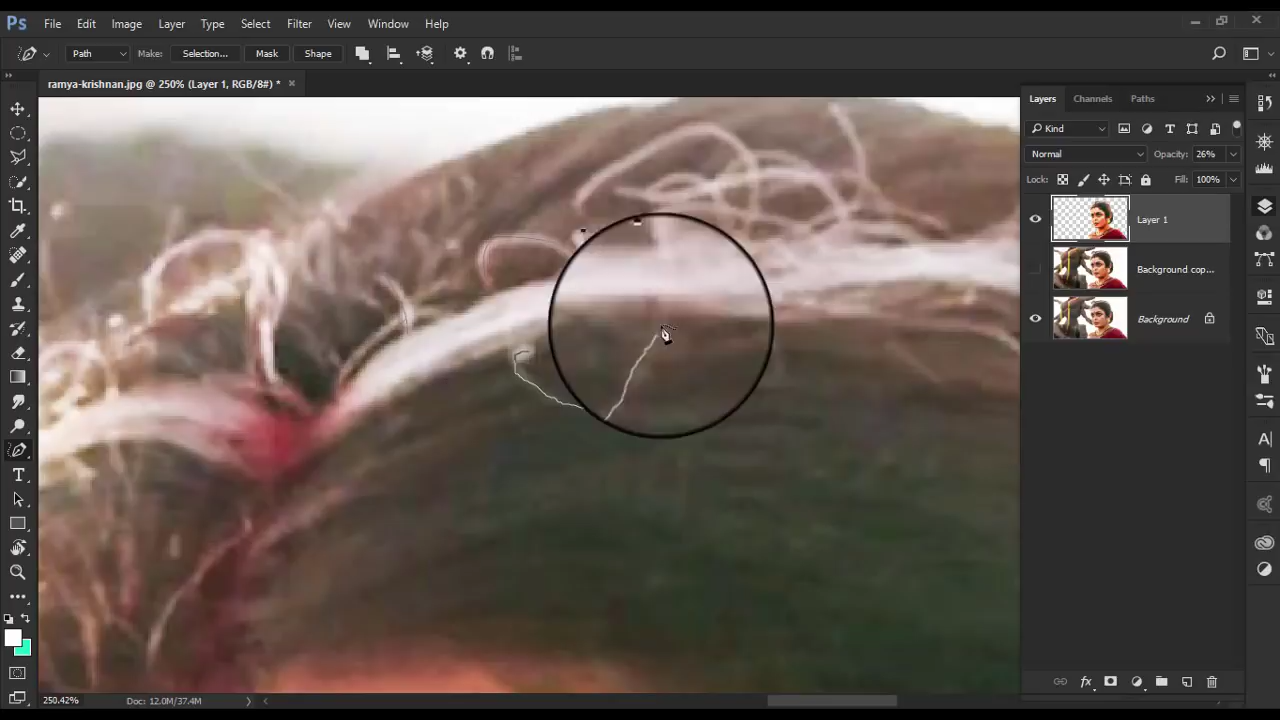 Ps File Edit Image Layer Type Select Filter 3D View Window Help
Path Make: Selection... Mask Shape
ramya-krishnan.jpg @ 250% (Layer 1, RGB/8#) *
Layers Channels Paths
Kind
Normal Opacity: 26%
Lock: Fill: 100%
Layer 1
Background cop...
Background
250.42% Doc: 12.0M/37.4M